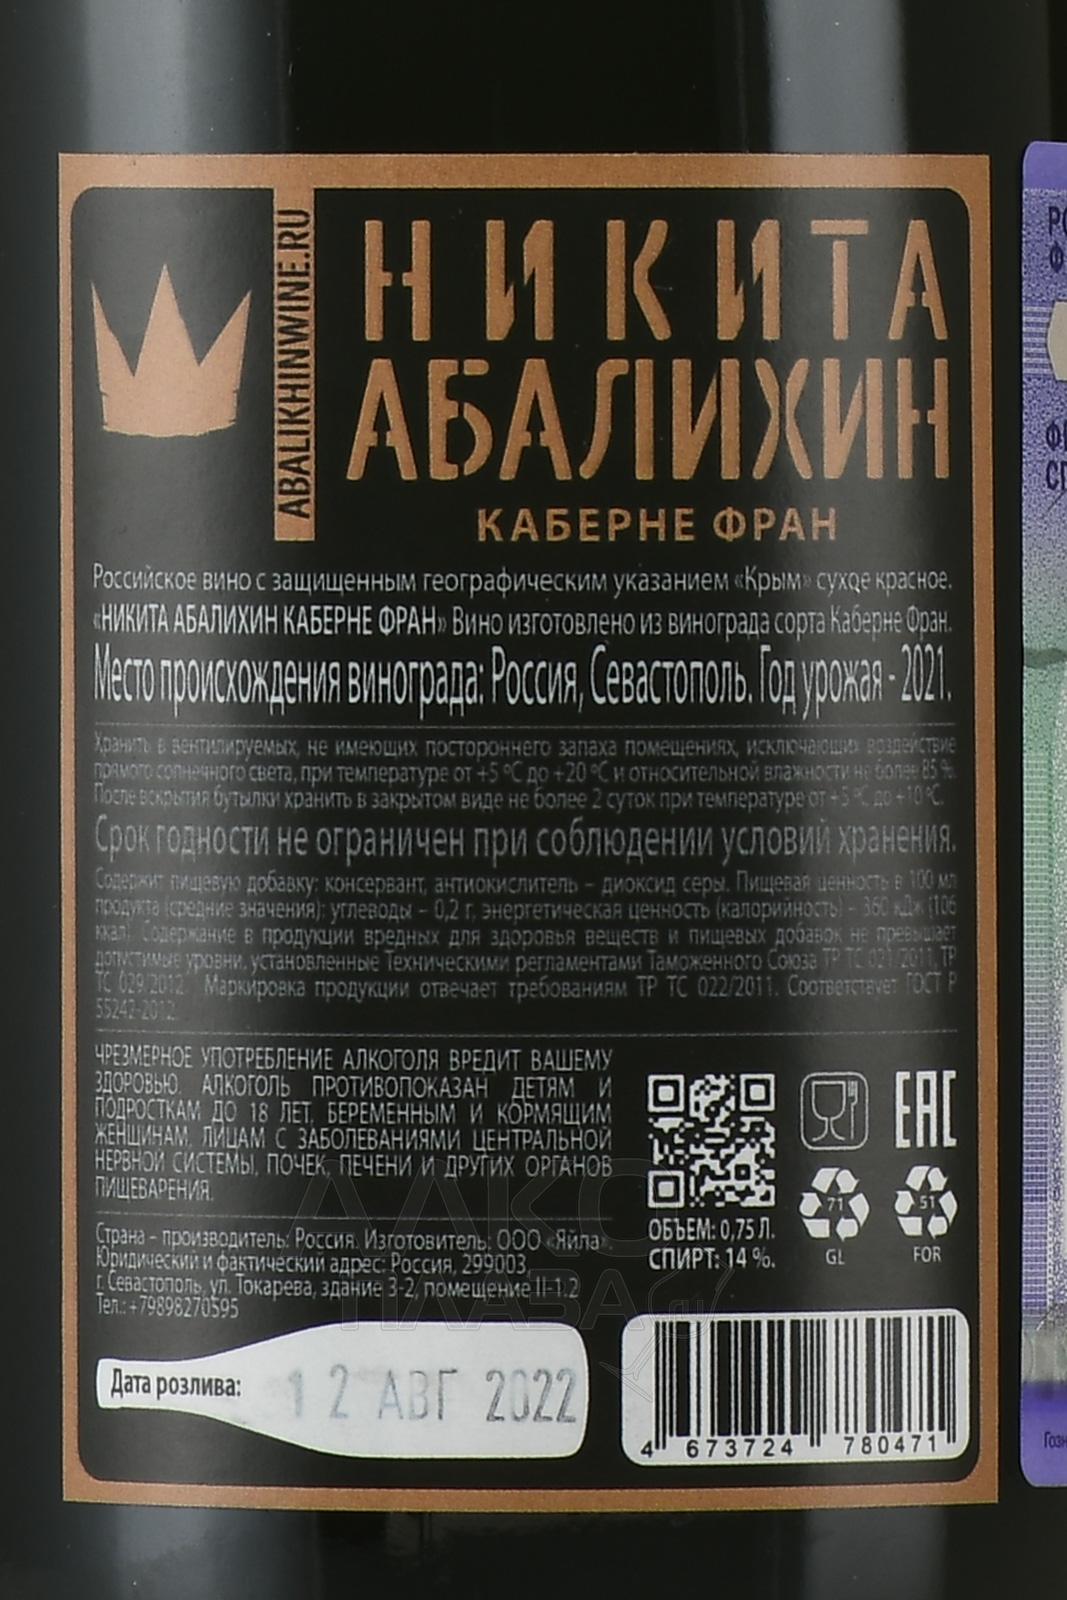 ABALIKHINWINE.RU
НИКИТА
АБАЛИХИН
КАБЕРНЕ ФРАН
Российское вино с защищенным географическим указанием «Крым» сухое красное.
«НИКИТА АБАЛИХИН КАБЕРНЕ ФРАН» Вино изготовлено из винограда сорта Каберне Фран.
Место происхождения винограда: Россия, Севастополь. Год урожая - 2021.
Хранить в вентилируемых, не имеющих постороннего запаха помещениях, исключающих воздействие
прямого солнечного света, при температуре от +5 °С до +20 °С и относительной влажности не более 85 %.
После вскрытия бутылки хранить в закрытом виде не более 2 суток при температуре от +5 °С до +10 °С.
Срок годности не ограничен при соблюдении условий хранения.
Содержит пищевую добавку: консервант, антиокислитель – диоксид серы. Пищевая ценность в 100 мл
продукта (средние значения): углеводы – 0,2 г, энергетическая ценность (калорийность) – 360 кДж (106
ккал). Содержание в продукции вредных для здоровья веществ и пищевых добавок не превышает
допустимые уровни, установленные Техническими регламентами Таможенного Союза ТР ТС 021/2011, ТР
ТС 029/2012. Маркировка продукции отвечает требованиям ТР ТС 022/2011. Соответствует ГОСТ Р
55242-2012.
ЧРЕЗМЕРНОЕ УПОТРЕБЛЕНИЕ АЛКОГОЛЯ ВРЕДИТ ВАШЕМУ
ЗДОРОВЬЮ. АЛКОГОЛЬ ПРОТИВОПОКАЗАН ДЕТЯМ И
ПОДРОСТКАМ ДО 18 ЛЕТ, БЕРЕМЕННЫМ И КОРМЯЩИМ
ЖЕНЩИНАМ, ЛИЦАМ С ЗАБОЛЕВАНИЯМИ ЦЕНТРАЛЬНОЙ
НЕРВНОЙ СИСТЕМЫ, ПОЧЕК, ПЕЧЕНИ И ДРУГИХ ОРГАНОВ
ПИЩЕВАРЕНИЯ.
EAC
71
GL
51
FOR
ОБЪЕМ: 0,75 Л.
СПИРТ: 14 %.
Страна – производитель: Россия. Изготовитель: ООО «Яйла».
Юридический и фактический адрес: Россия, 299003,
г. Севастополь, ул. Токарева, здание 3-2, помещение II-1.2
Тел.: +79898270595
АЛКО
ПЛАЗА.ru
Дата розлива: 12 АВГ 2022
4 673724 780471